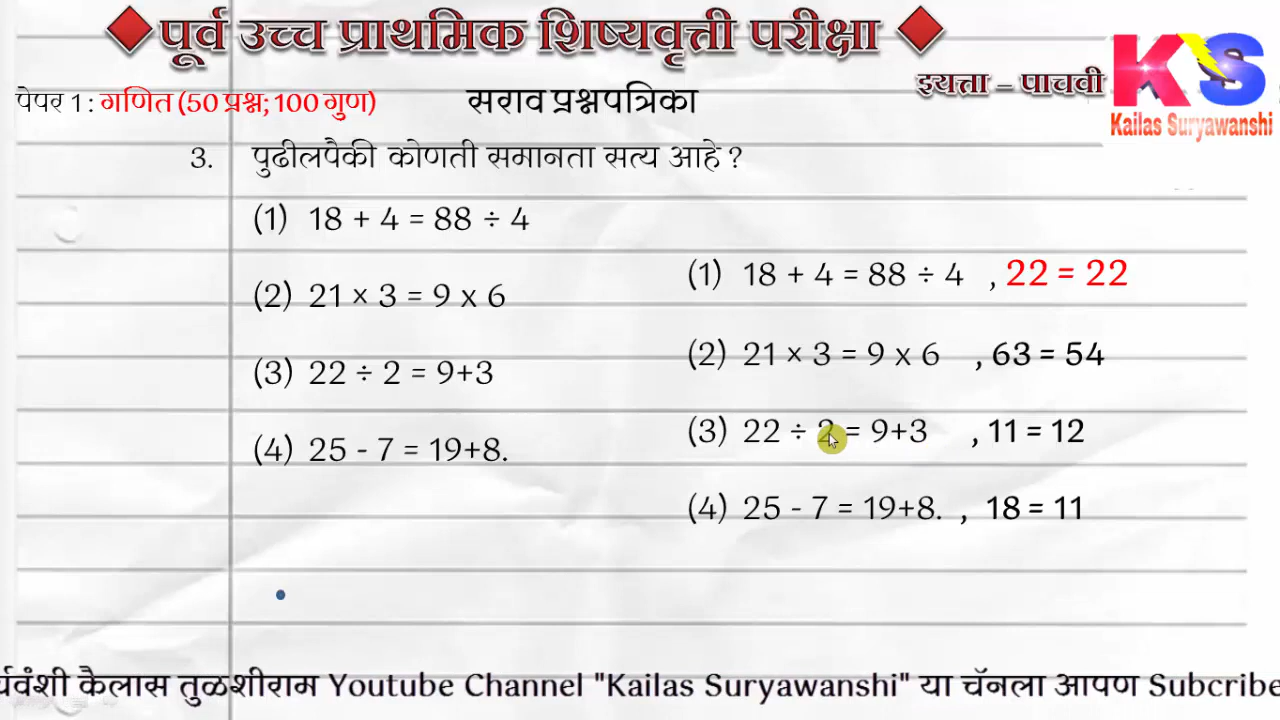 पूर्व उच्च प्राथमिक शिष्यवृत्ती परीक्षा
KS
Kailas Suryawanshi
इयत्ता – पाचवी
पेपर 1 : गणित (50 प्रश्न; 100 गुण) सराव प्रश्नपत्रिका
3. पुढीलपैकी कोणती समानता सत्य आहे ?
(1) 18 + 4 = 88 ÷ 4
(2) 21 × 3 = 9 x 6
(3) 22 ÷ 2 = 9+3
(4) 25 - 7 = 19+8.
(1) 18 + 4 = 88 ÷ 4 , 22 = 22
(2) 21 × 3 = 9 x 6 , 63 = 54
(3) 22 ÷ 2 = 9+3 , 11 = 12
(4) 25 - 7 = 19+8. , 18 = 11
कैलास तुळशीराम Youtube Channel "Kailas Suryawanshi" या चॅनला आपण Subcribe